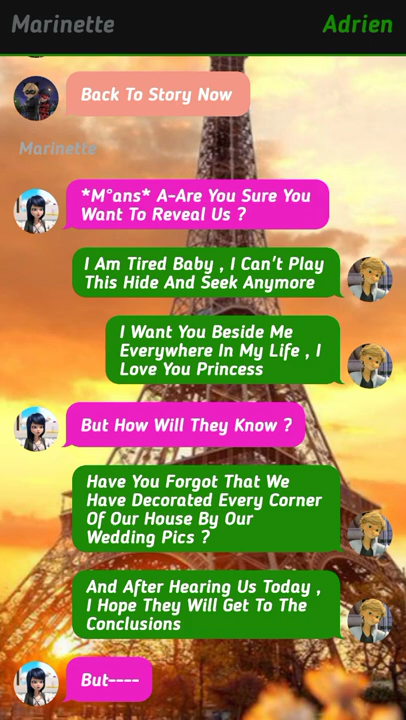 Marinette Adrien
Back To Story Now
Marinette
*M°ans* A-Are You Sure You
Want To Reveal Us ?
I Am Tired Baby , I Can't Play
This Hide And Seek Anymore
I Want You Beside Me
Everywhere In My Life , I
Love You Princess
But How Will They Know ?
Have You Forgot That We
Have Decorated Every Corner
Of Our House By Our
Wedding Pics ?
And After Hearing Us Today ,
I Hope They Will Get To The
Conclusions
But----